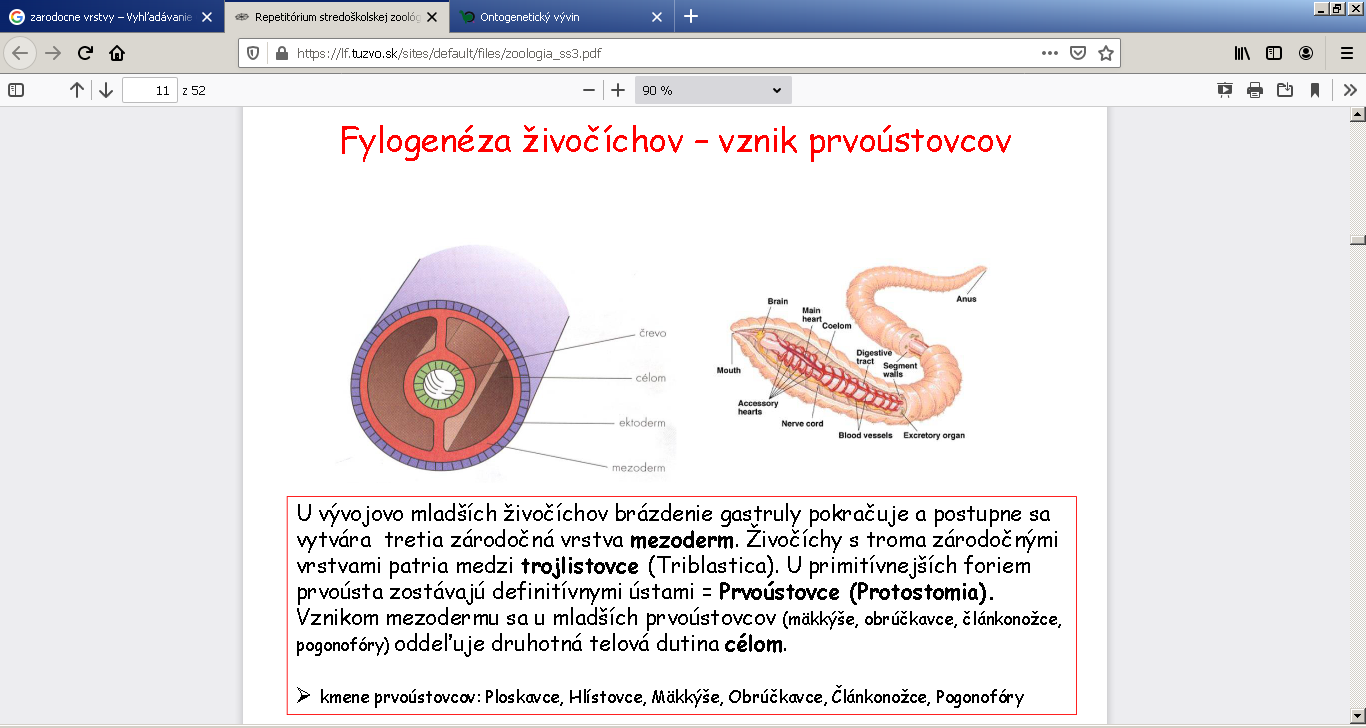 zarodocne vrstvy – Vyhľadávanie
Repetitórium stredoškolskej zoológ
Ontogenetický vývin
https://lf.tuzvo.sk/sites/default/files/zoologia_ss3.pdf
11 z 52
90 %
Fylogenéza živočíchov – vznik prvoústovcov
črevo
célom
ektoderm
mezoderm
Brain
Main
heart
Coelom
Anus
Digestive
tract
Segment
walls
Mouth
Accessory
hearts
Nerve cord
Blood vessels
Excretory organ
U vývojovo mladších živočíchov brázdenie gastruly pokračuje a postupne sa
vytvára tretia zárodočná vrstva mezoderm. Živočíchy s troma zárodočnými
vrstvami patria medzi trojlistovce (Triblastica). U primitívnejších foriem
prvoústa zostávajú definitívnymi ústami = Prvoústovce (Protostomia).
Vznikom mezodermu sa u mladších prvoústovcov (mäkkýše, obrúčkavce, článkonožce,
pogonofóry) oddeľuje druhotná telová dutina célom.
➢ kmene prvoústovcov: Ploskavce, Hlístovce, Mäkkýše, Obrúčkavce, Článkonožce, Pogonofóry